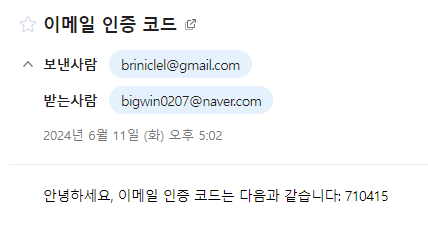 이메일 인증 코드
보낸사람 briniclel@gmail.com
받는사람 bigwin0207@naver.com
2024년 6월 11일 (화) 오후 5:02
안녕하세요, 이메일 인증 코드는 다음과 같습니다: 710415